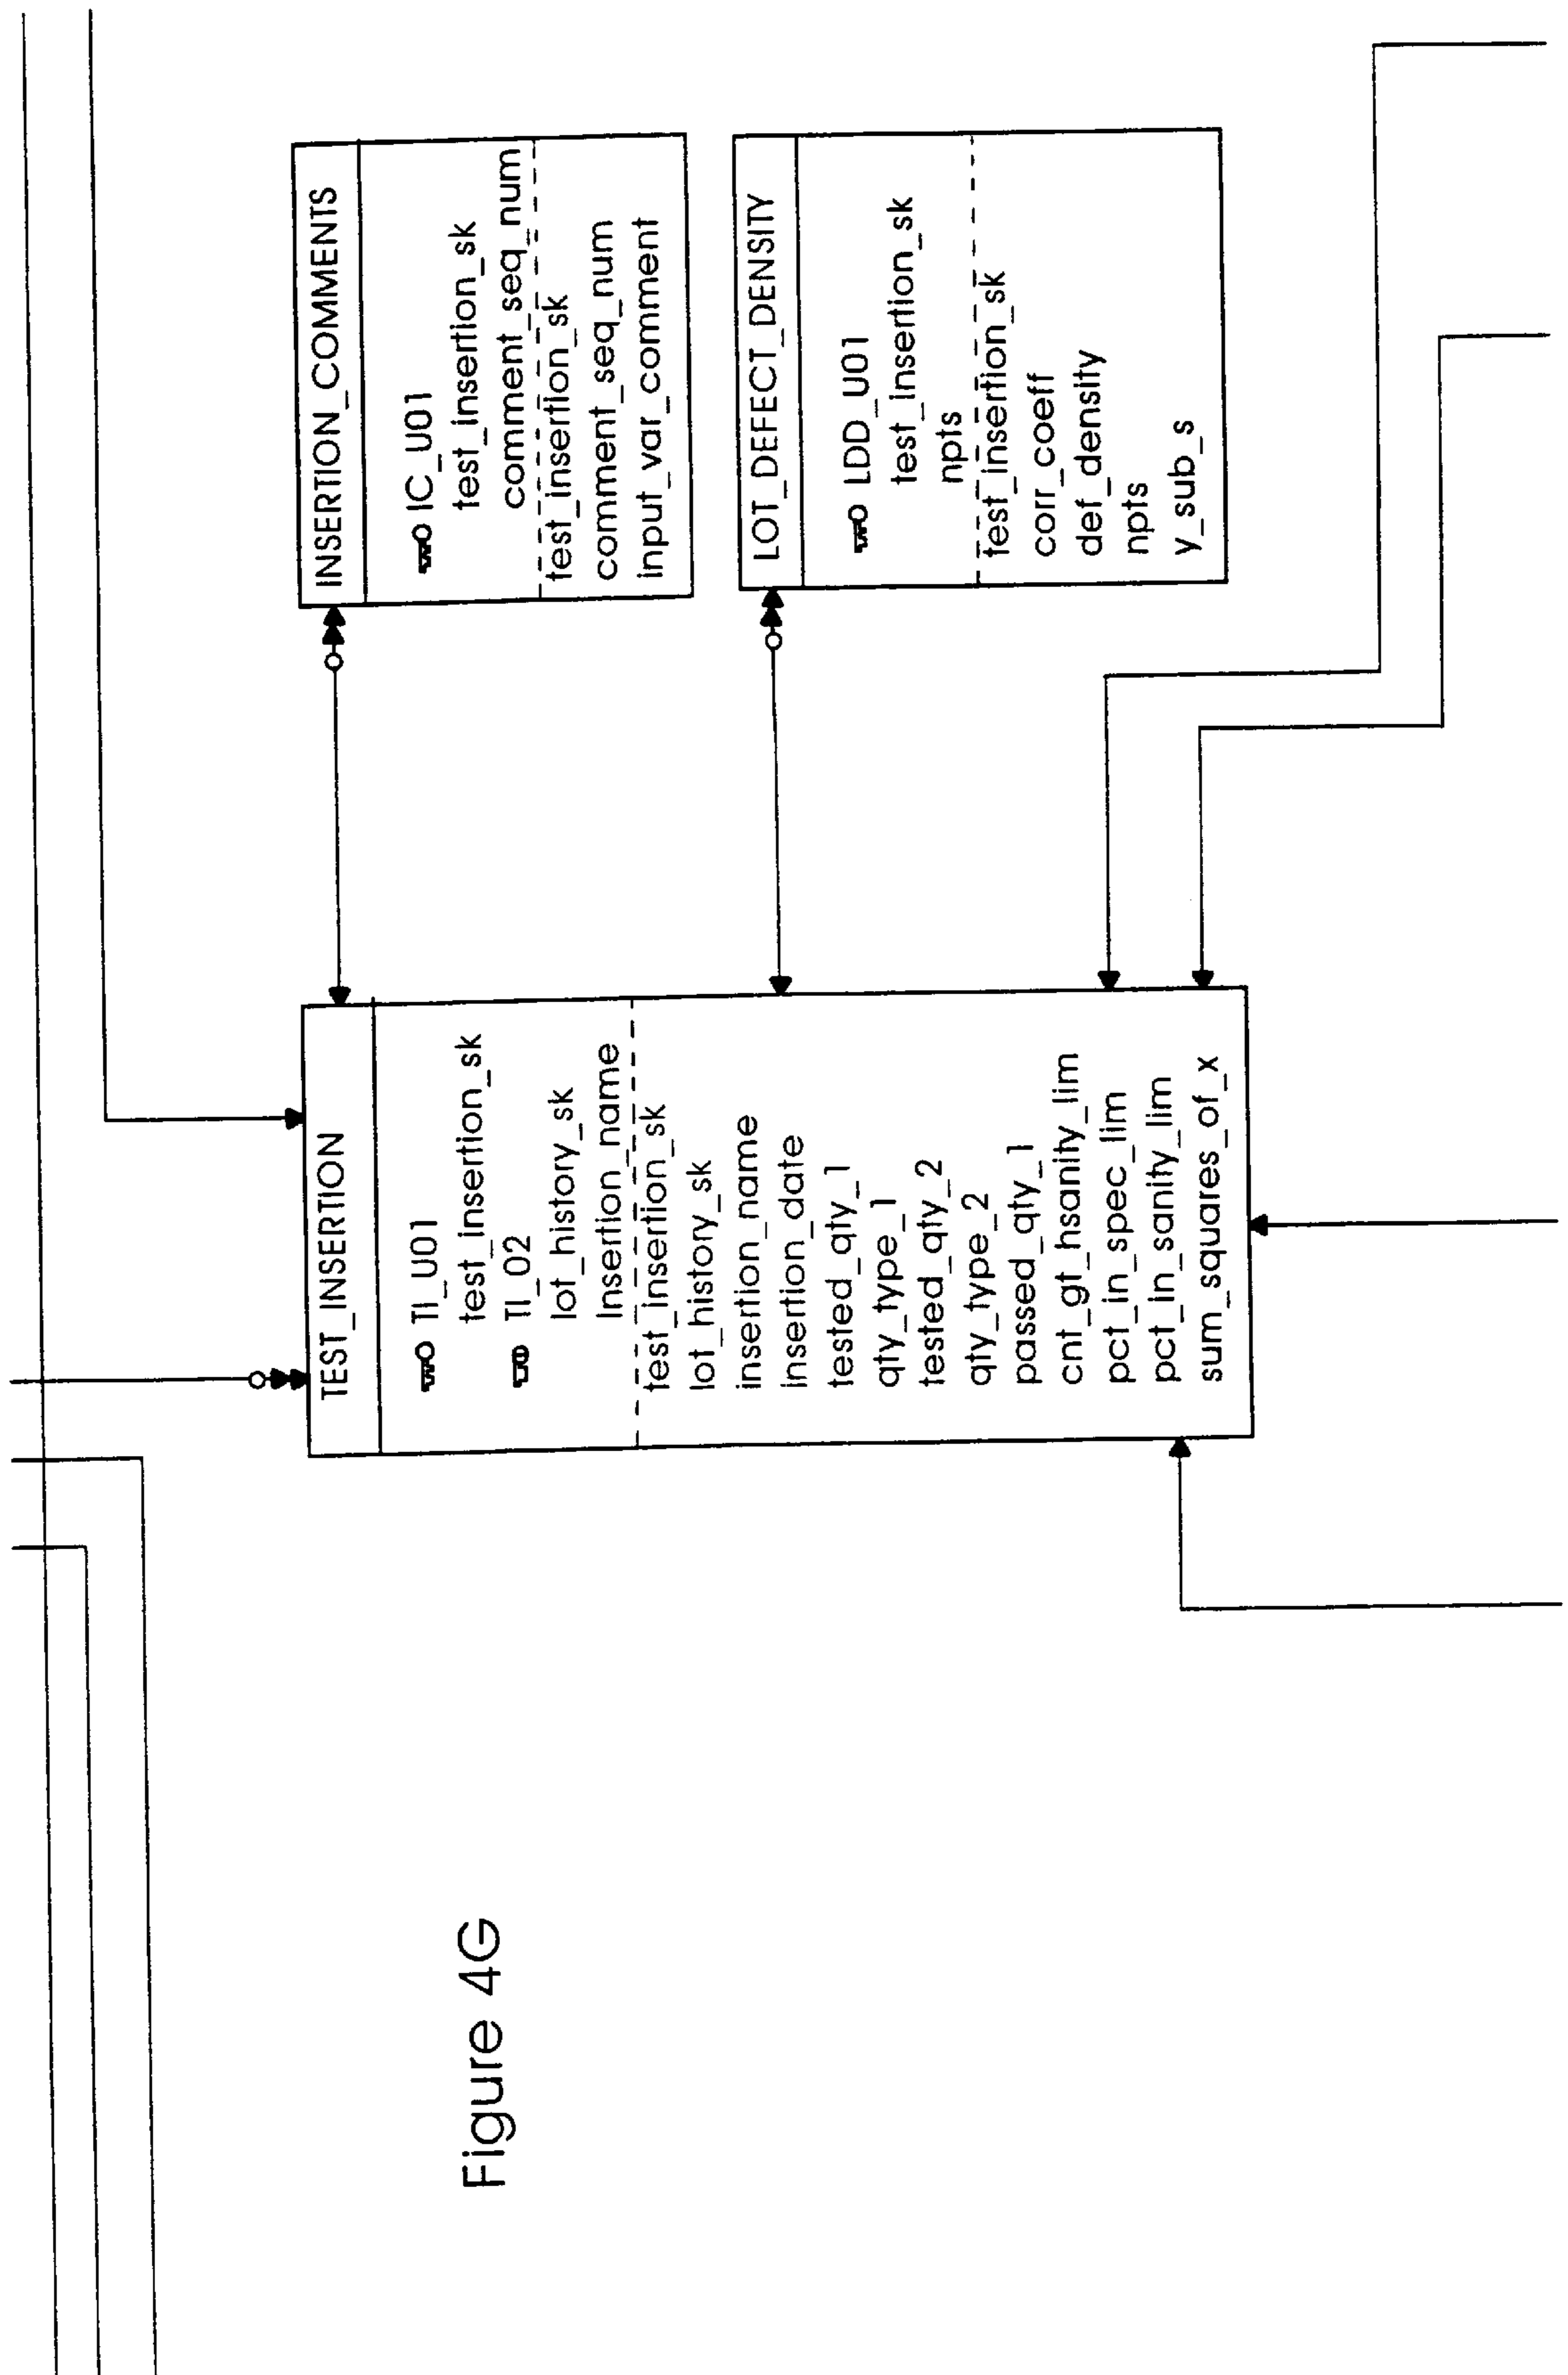 Figure 4G
TEST_INSERTION
TI_U01
test_insertion_sk
TI_02
lot_history_sk
Insertion_name
test_insertion_sk
lot_history_sk
insertion_name
insertion_date
tested_qty_1
qty_type_1
tested_qty_2
qty_type_2
passed_qty_1
cnt_gt_hsanity_lim
pct_in_spec_lim
pct_in_sanity_lim
sum_squares_of_x
INSERTION_COMMENTS
IC_U01
test_insertion_sk
comment_seq_num
test_insertion_sk
comment_seq_num
input_var_comment
LOT_DEFECT_DENSITY
LDD_U01
test_insertion_sk
npts
test_insertion_sk
corr_coeff
def_density
npts
y_sub_s